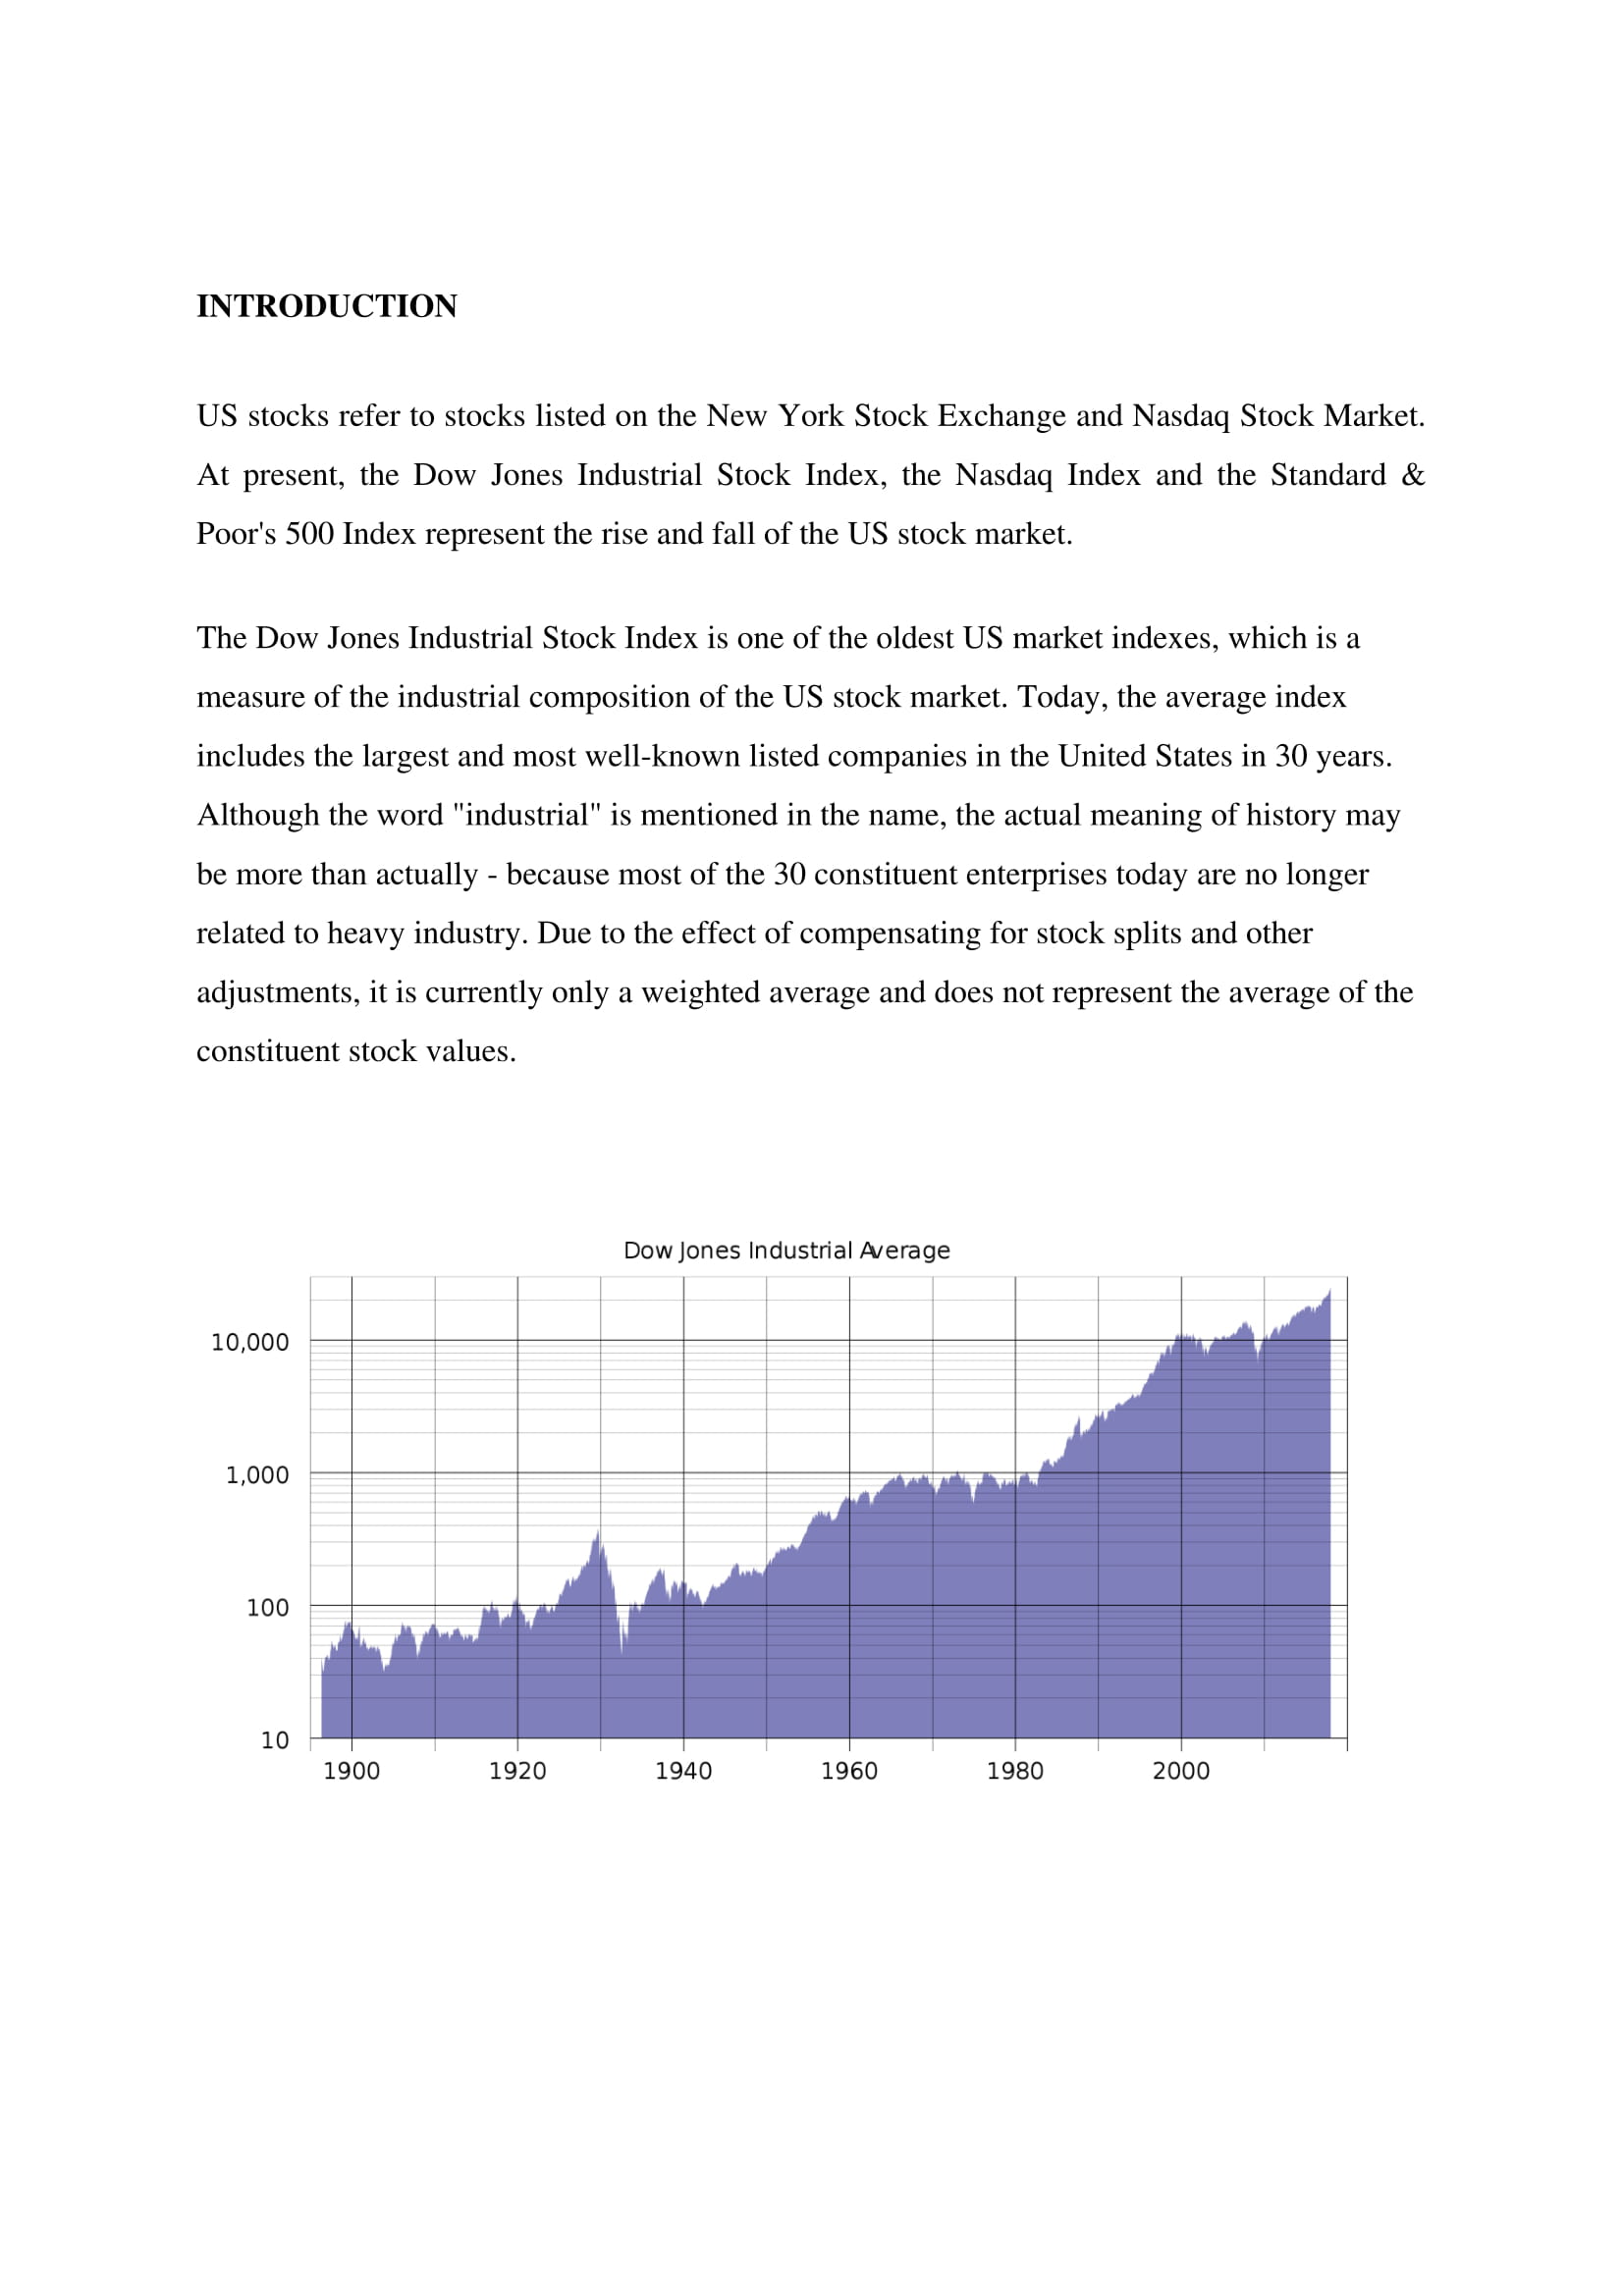 INTRODUCTION
US stocks refer to stocks listed on the New York Stock Exchange and Nasdaq Stock Market.
At present, the Dow Jones Industrial Stock Index, the Nasdaq Index and the Standard &
Poor's 500 Index represent the rise and fall of the US stock market.
The Dow Jones Industrial Stock Index is one of the oldest US market indexes, which is a
measure of the industrial composition of the US stock market. Today, the average index
includes the largest and most well-known listed companies in the United States in 30 years.
Although the word "industrial" is mentioned in the name, the actual meaning of history may
be more than actually - because most of the 30 constituent enterprises today are no longer
related to heavy industry. Due to the effect of compensating for stock splits and other
adjustments, it is currently only a weighted average and does not represent the average of the
constituent stock values.
Dow Jones Industrial Average
10,000
1,000
100
10
1900 1920 1940 1960 1980 2000